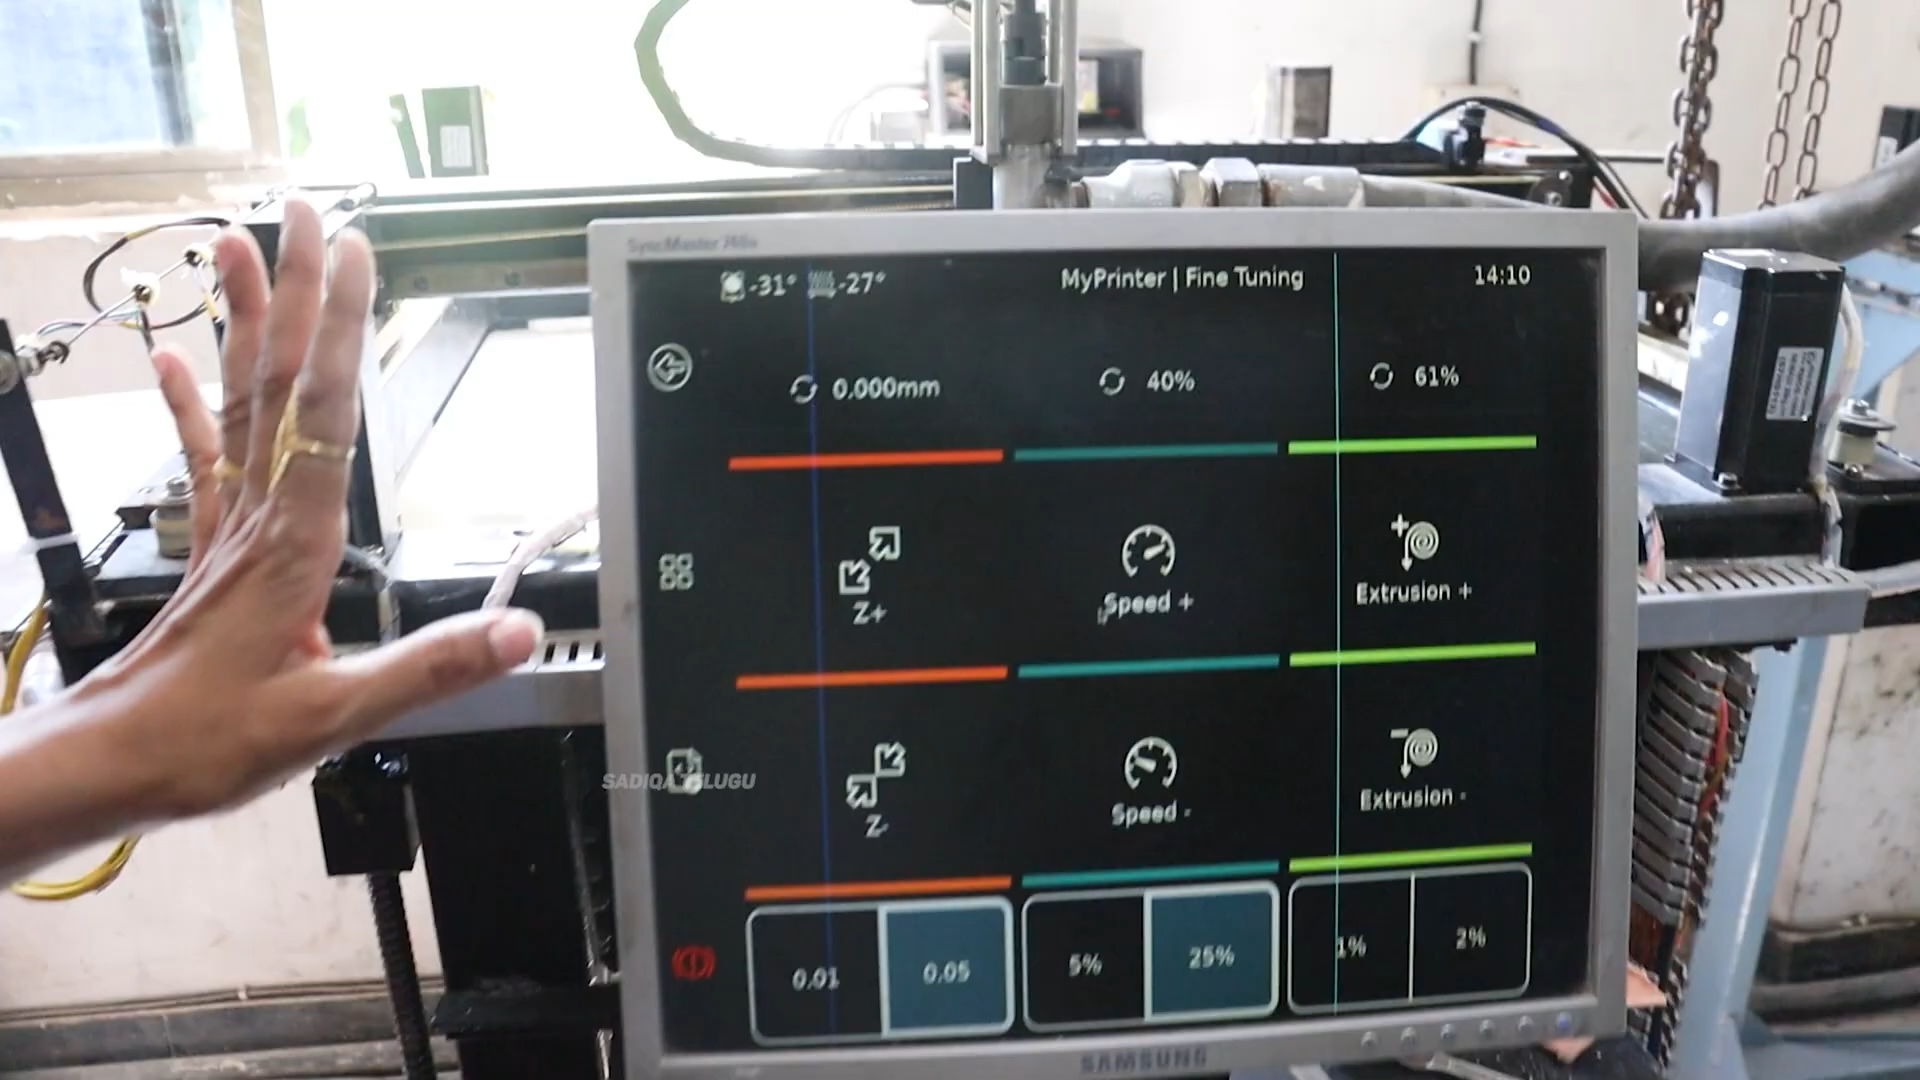 SyncMaster
-31° -27° MyPrinter | Fine Tuning 14:10
0.000mm 40% 61%
Z+ Speed + Extrusion +
SADIQA TELUGU
Z- Speed - Extrusion -
0.01 0.05 5% 25% 1% 2%
SAMSUNG